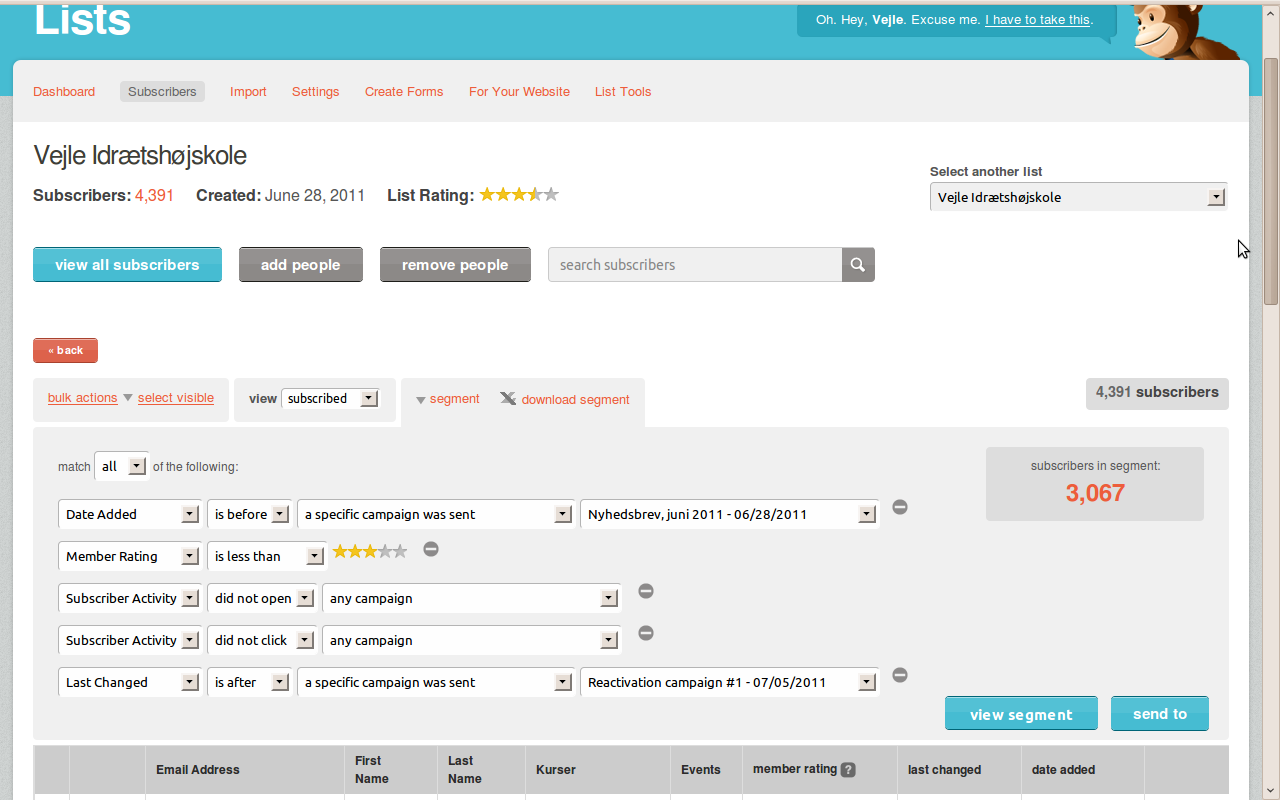 Lists
Oh. Hey, Vejle. Excuse me. I have to take this.
Dashboard Subscribers Import Settings Create Forms For Your Website List Tools
Vejle Idrætshøjskole
Subscribers: 4,391 Created: June 28, 2011 List Rating:
Select another list
Vejle Idrætshøjskole
view all subscribers add people remove people search subscribers
« back
bulk actions select visible view subscribed segment download segment 4,391 subscribers
match all of the following:
subscribers in segment:
3,067
Date Added is before a specific campaign was sent Nyhedsbrev, juni 2011 - 06/28/2011
Member Rating is less than
Subscriber Activity did not open any campaign
Subscriber Activity did not click any campaign
Last Changed is after a specific campaign was sent Reactivation campaign #1 - 07/05/2011
view segment send to
Email Address First Name Last Name Kurser Events member rating ? last changed date added